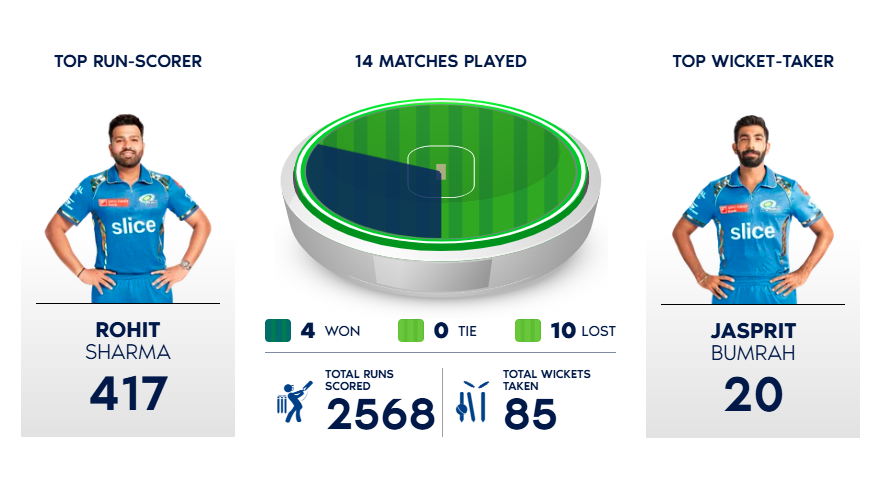 TOP RUN-SCORER
14 MATCHES PLAYED
TOP WICKET-TAKER
slice
slice
4 WON
0 TIE
10 LOST
ROHIT
SHARMA
417
TOTAL RUNS
SCORED
2568
TOTAL WICKETS
TAKEN
85
JASPRIT
BUMRAH
20